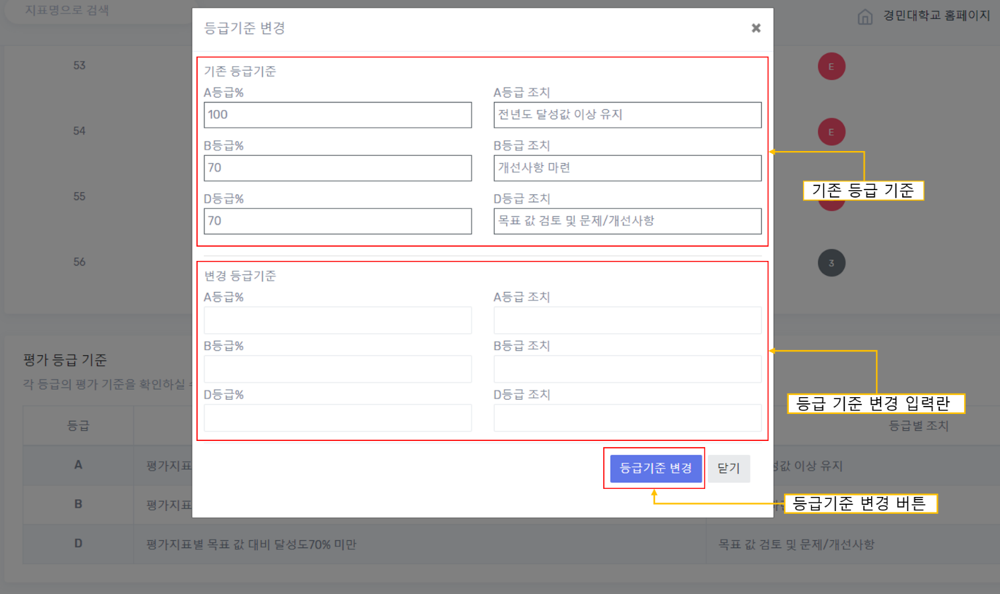 지표명으로 검색
경민대학교 홈페이지
등급기준 변경
✖
53
E
기존 등급기준
A등급%
A등급 조치
100
전년도 달성값 이상 유지
54
E
B등급%
B등급 조치
70
개선사항 마련
기존 등급 기준
55
D등급%
D등급 조치
70
목표 값 검토 및 문제/개선사항
56
3
변경 등급기준
A등급%
A등급 조치
B등급%
B등급 조치
D등급%
D등급 조치
등급 기준 변경 입력란
평가 등급 기준
각 등급의 평가 기준을 확인하실
등급
등급별 조치
A
평가지표
값 이상 유지
등급기준 변경
닫기
B
평가지표
등급기준 변경 버튼
D
평가지표별 목표 값 대비 달성도70% 미만
목표 값 검토 및 문제/개선사항